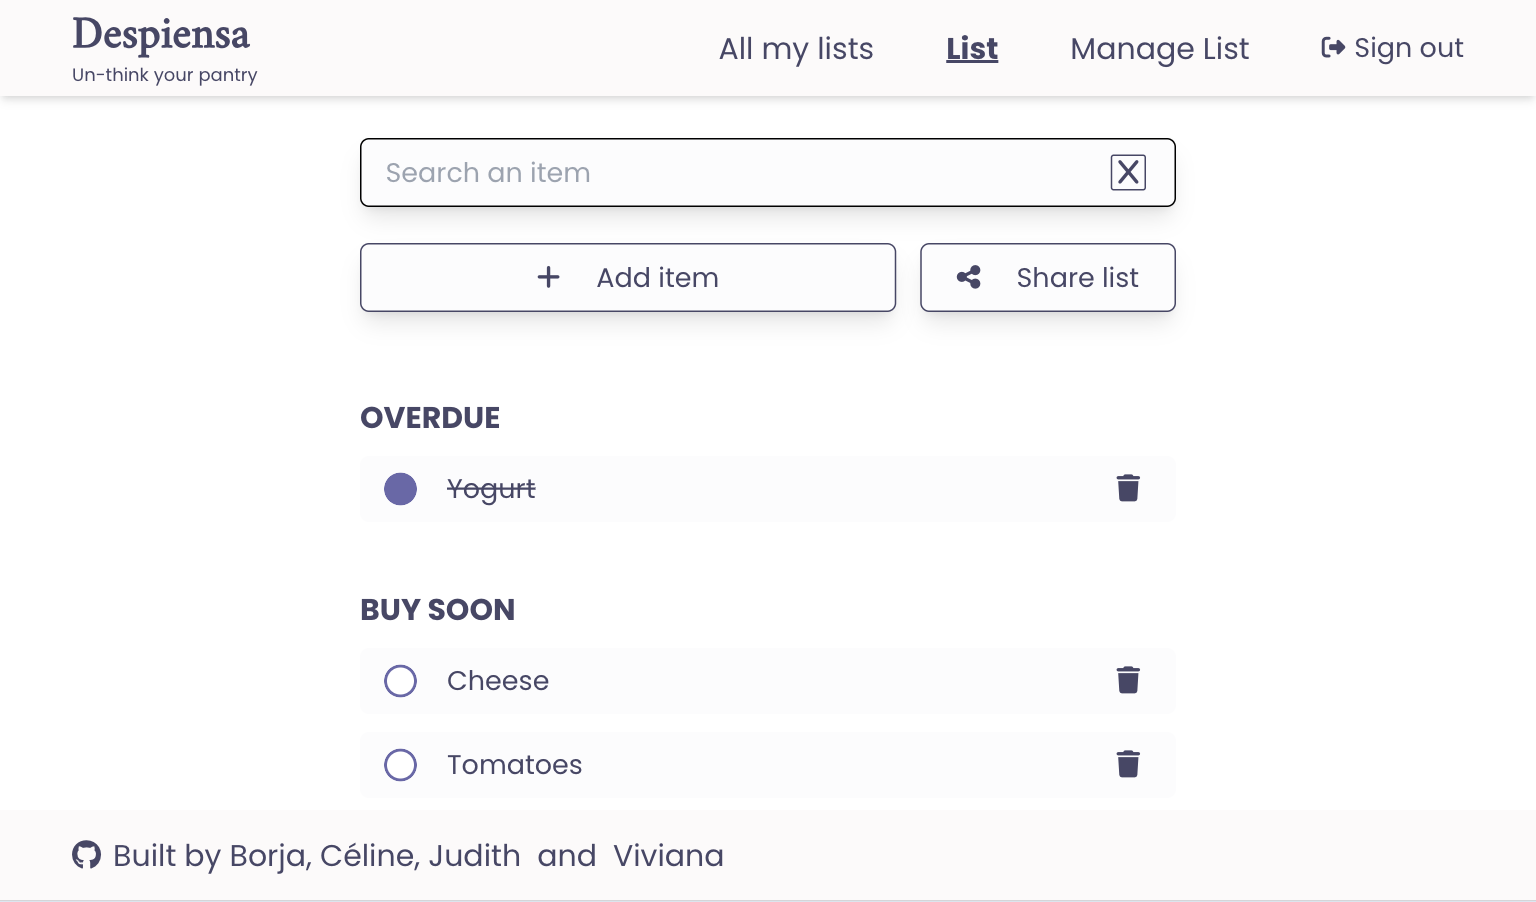 Despiensa
Un-think your pantry
All my lists
List
Manage List
Sign out
Search an item
X
Add item
Share list
OVERDUE
Yogurt
BUY SOON
Cheese
Tomatoes
Built by Borja, Céline, Judith and Viviana